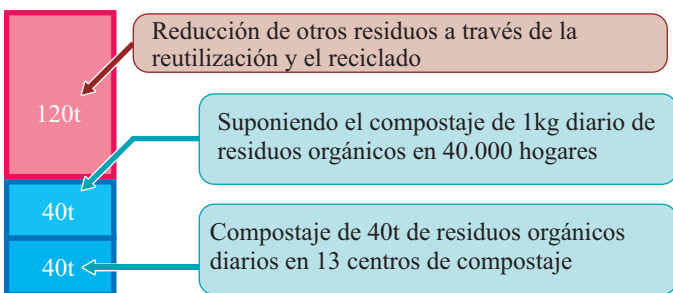 Reducción de otros residuos a través de la
reutilización y el reciclado
120t
Suponiendo el compostaje de 1kg diario de
residuos orgánicos en 40.000 hogares
40t
Compostaje de 40t de residuos orgánicos
diarios en 13 centros de compostaje
40t